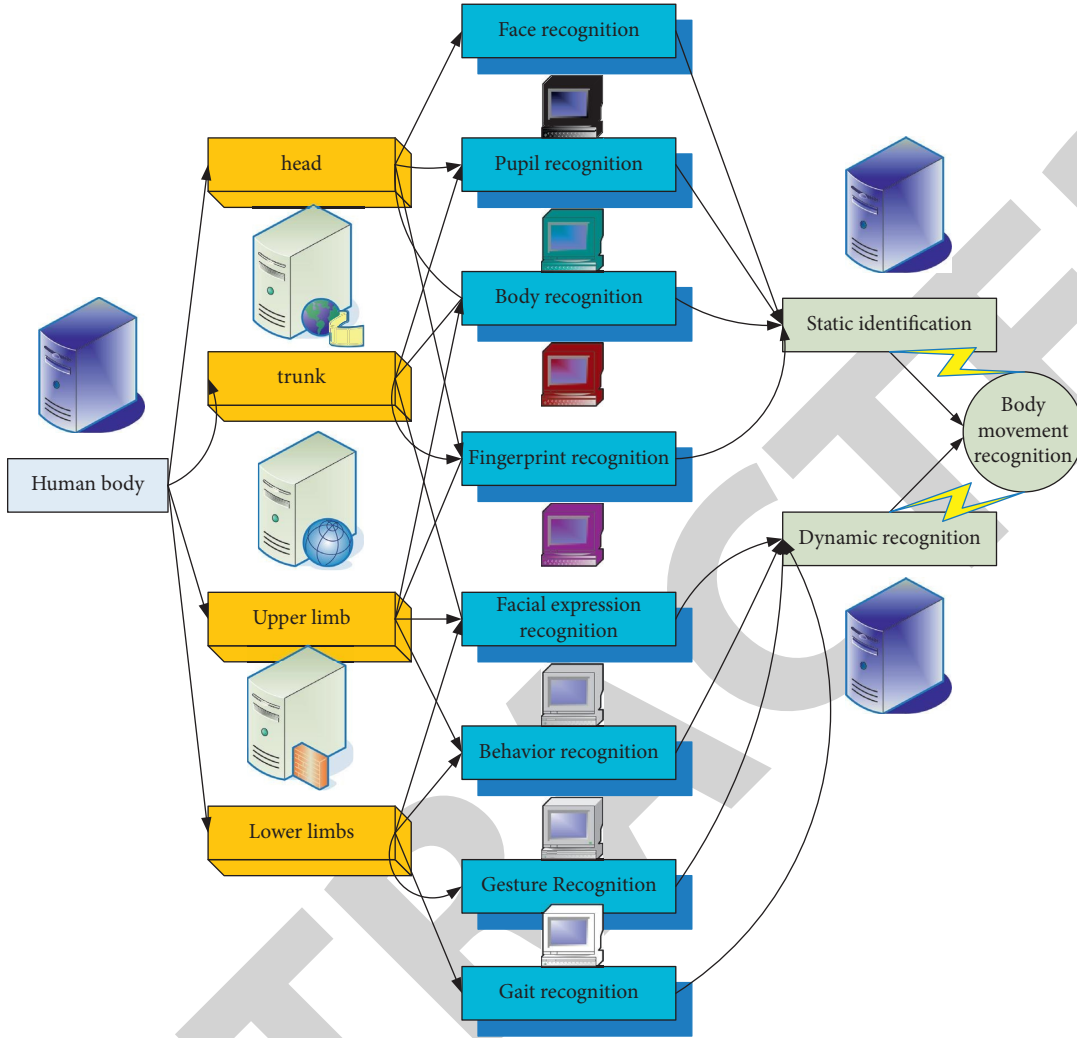 Face recognition
head
Pupil recognition
Body recognition
Static identification
trunk
Body
movement
recognition
Human body
Fingerprint recognition
Dynamic recognition
Upper limb
Facial expression
recognition
Behavior recognition
Lower limbs
Gesture Recognition
Gait recognition